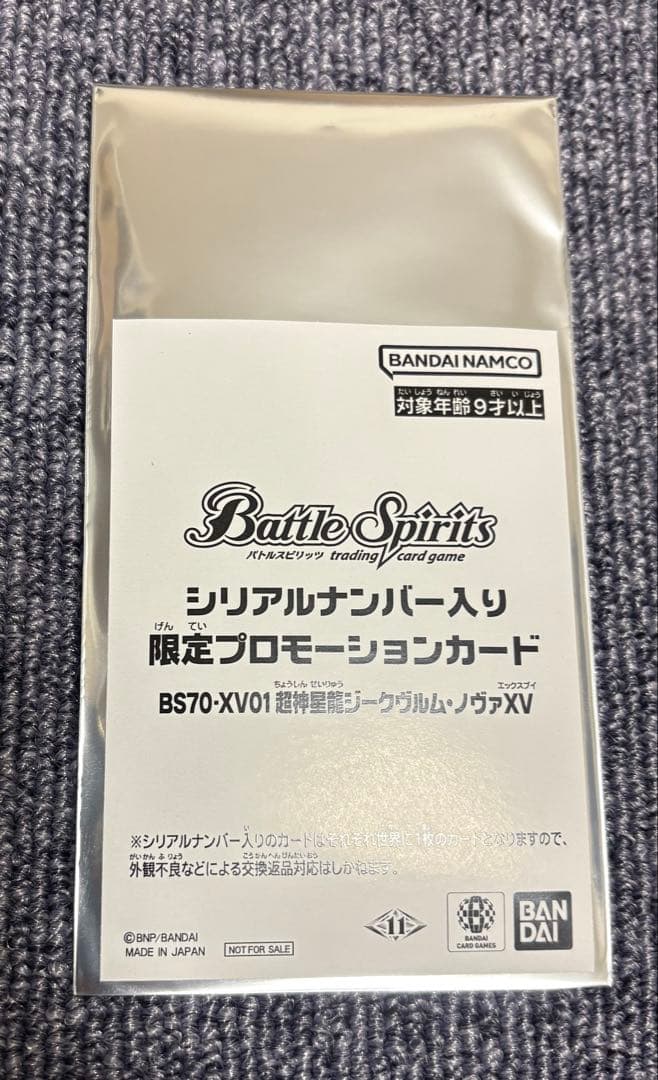 BANDAI NAMCO
たいしょうねんれい さい いじょう
対象年齢9才以上
Battle Spirits
バトルスピリッツ trading card game
シリアルナンバー入り
げん てい
限定プロモーションカード
ちょうしん せいりゅう エックスブイ
BS70-XV01 超神星龍ジークヴルム・ノヴァXV
い まい
※シリアルナンバー入りのカードはそれぞれ世界に1枚のカードとなりますので、
がいかん ふ りょう こうかんへんぴんたいおう
外観不良などによる交換返品対応はしかねます。
©BNP/BANDAI
MADE IN JAPAN
NOT FOR SALE
11
BANDAI
CARD GAMES
BAN
DAI